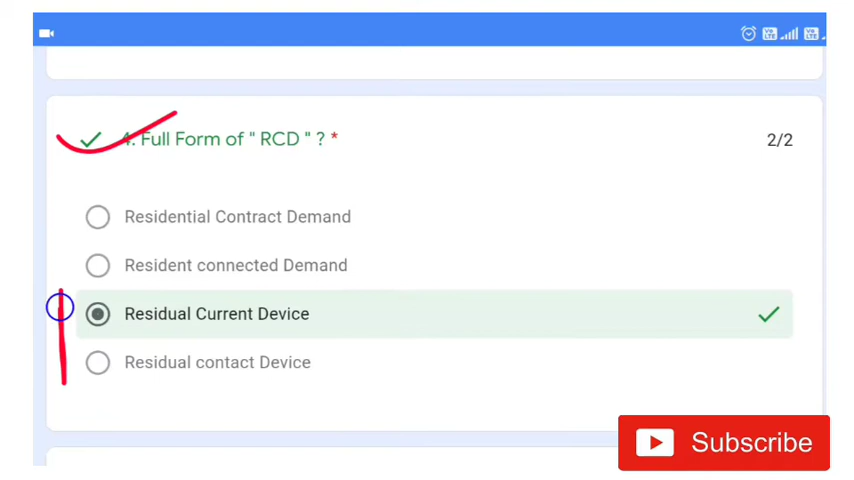 4. Full Form of " RCD " ? *
2/2
Residential Contract Demand
Resident connected Demand
Residual Current Device
Residual contact Device
Subscribe